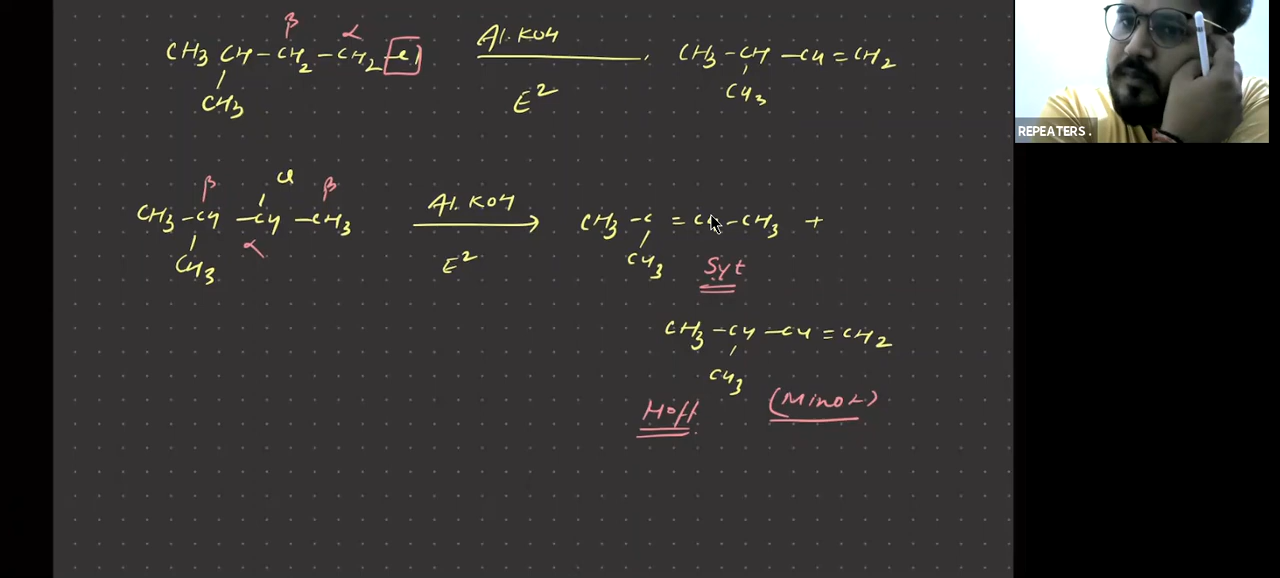 β α
CH3 CH – CH2 – CH2 – Cl Al. KOH CH3 – CH – CH = CH2
CH3 E2 CH3
REPEATERS .
β Cl β
CH3 – CH – CH – CH3 Al. KOH CH3 – C = CH – CH3 +
CH3 α E2 CH3 Syt
CH3 – CH – CH = CH2
CH3
Hoff (Minor)